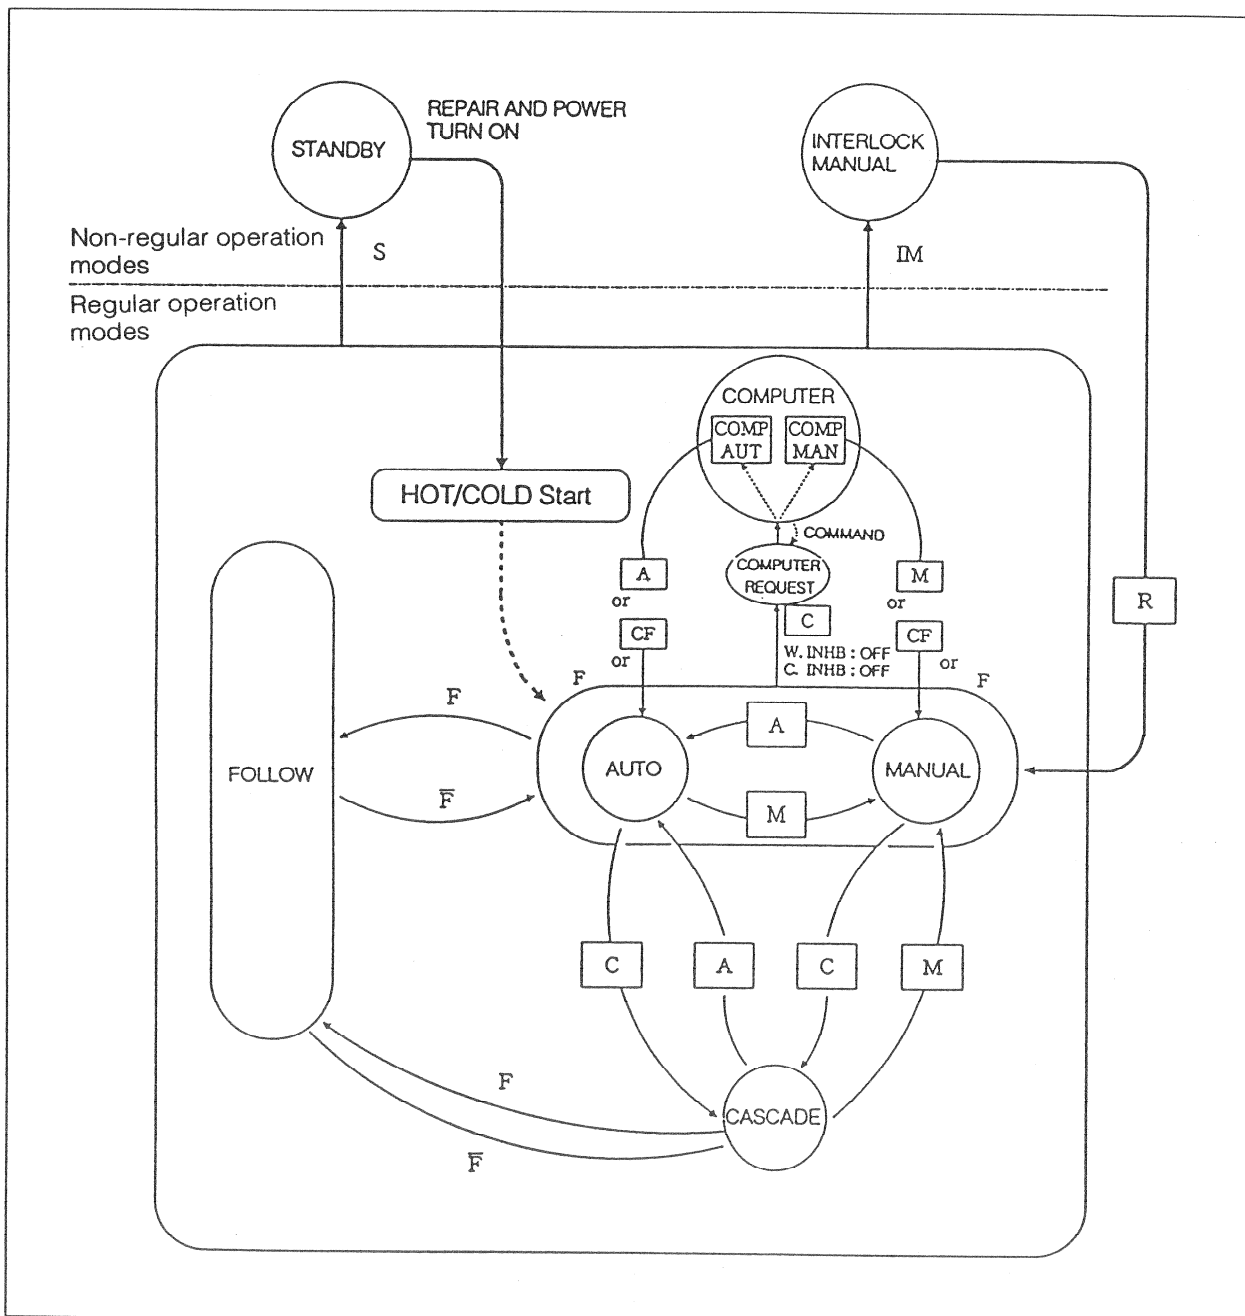 REPAIR AND POWER
TURN ON
STANDBY
INTERLOCK
MANUAL
Non-regular operation
modes
S
IM
Regular operation
modes
COMPUTER
COMP
AUT
COMP
MAN
HOT/COLD Start
COMMAND
COMPUTER
REQUEST
A
or
CF
or
F
C
W. INHB : OFF
C. INHB : OFF
M
or
CF
or
F
R
F
F̅
FOLLOW
AUTO
A
M
MANUAL
C
A
C
M
F
F̅
CASCADE